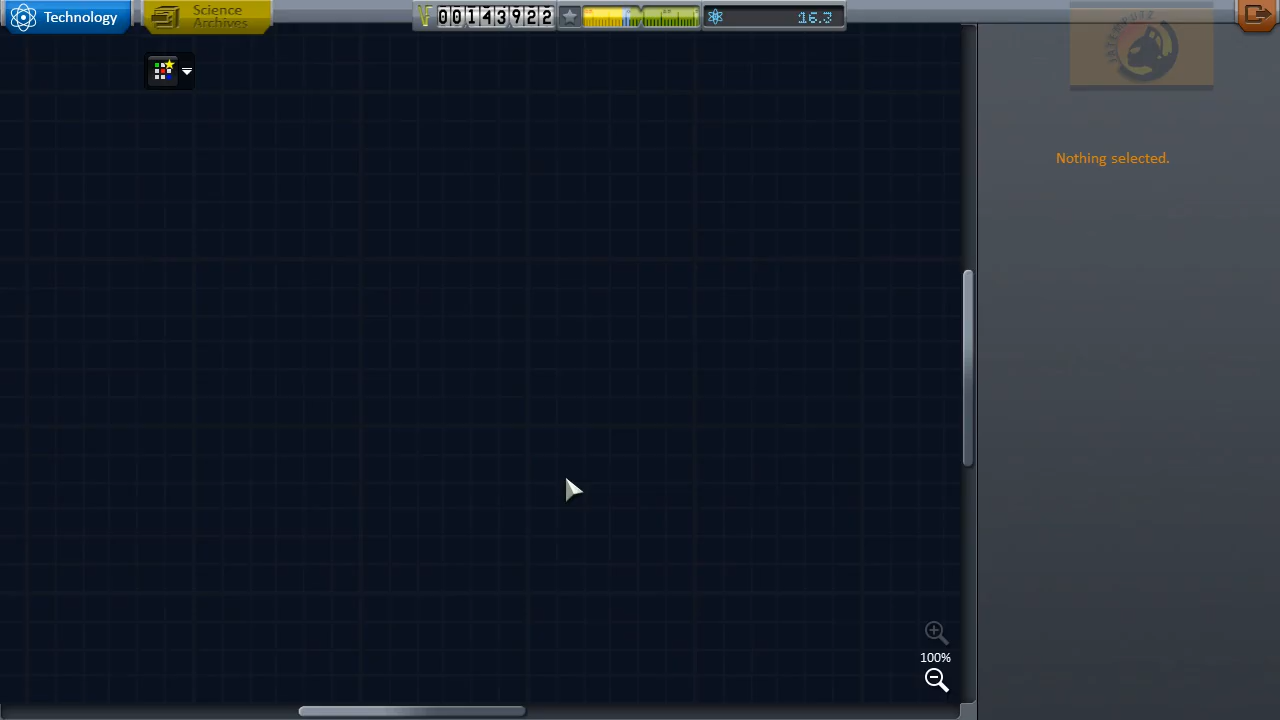 Technology
Science
Archives
00143922
16.3
Nothing selected.
100%